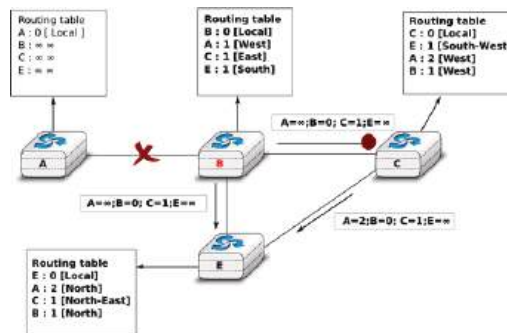 Routing table
A : 0 [ Local ]
B : ∞ ∞
C : ∞ ∞
E : ∞ ∞
Routing table
B : 0 [Local]
A : 1 [West]
C : 1 [East]
E : 1 [South]
Routing table
C : 0 [Local]
E : 1 [South-West]
A : 2 [West]
B : 1 [West]
A=∞;B=0; C=1;E=∞
A
B
C
A=∞;B=0; C=1;E=∞
A=2;B=0; C=1;E=∞
E
Routing table
E : 0 [Local]
A : 2 [North]
C : 1 [North-East]
B : 1 [North]